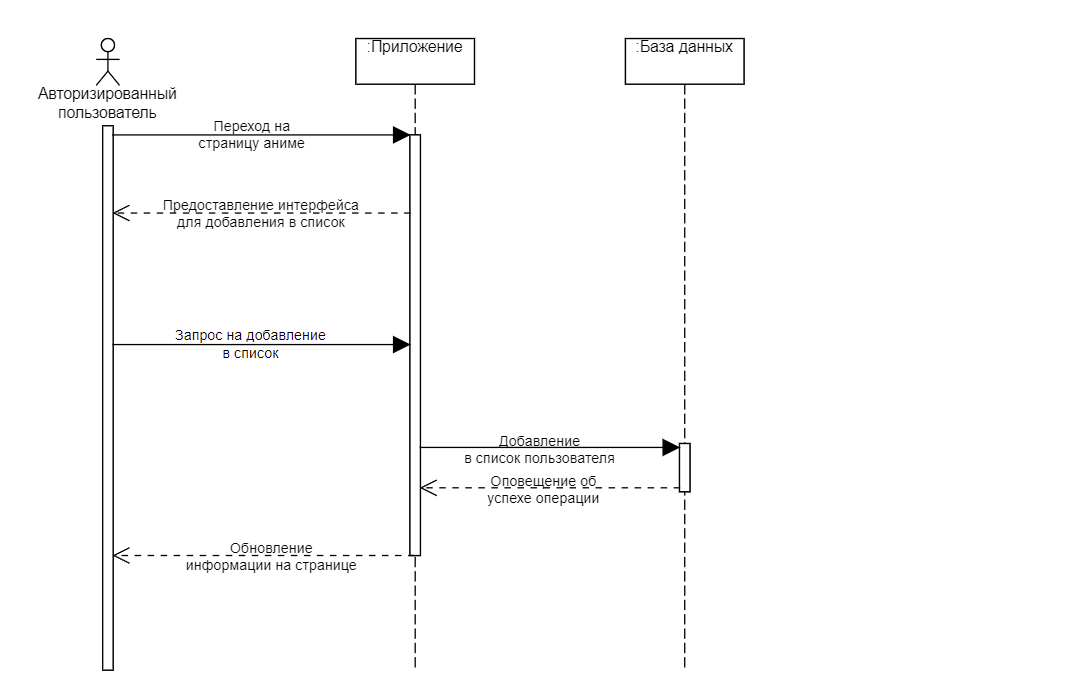 :Приложение
:База данных
Авторизированный
пользователь
Переход на
страницу аниме
Предоставление интерфейса
для добавления в список
Запрос на добавление
в список
Добавление
в список пользователя
Оповещение об
успехе операции
Обновление
информации на странице